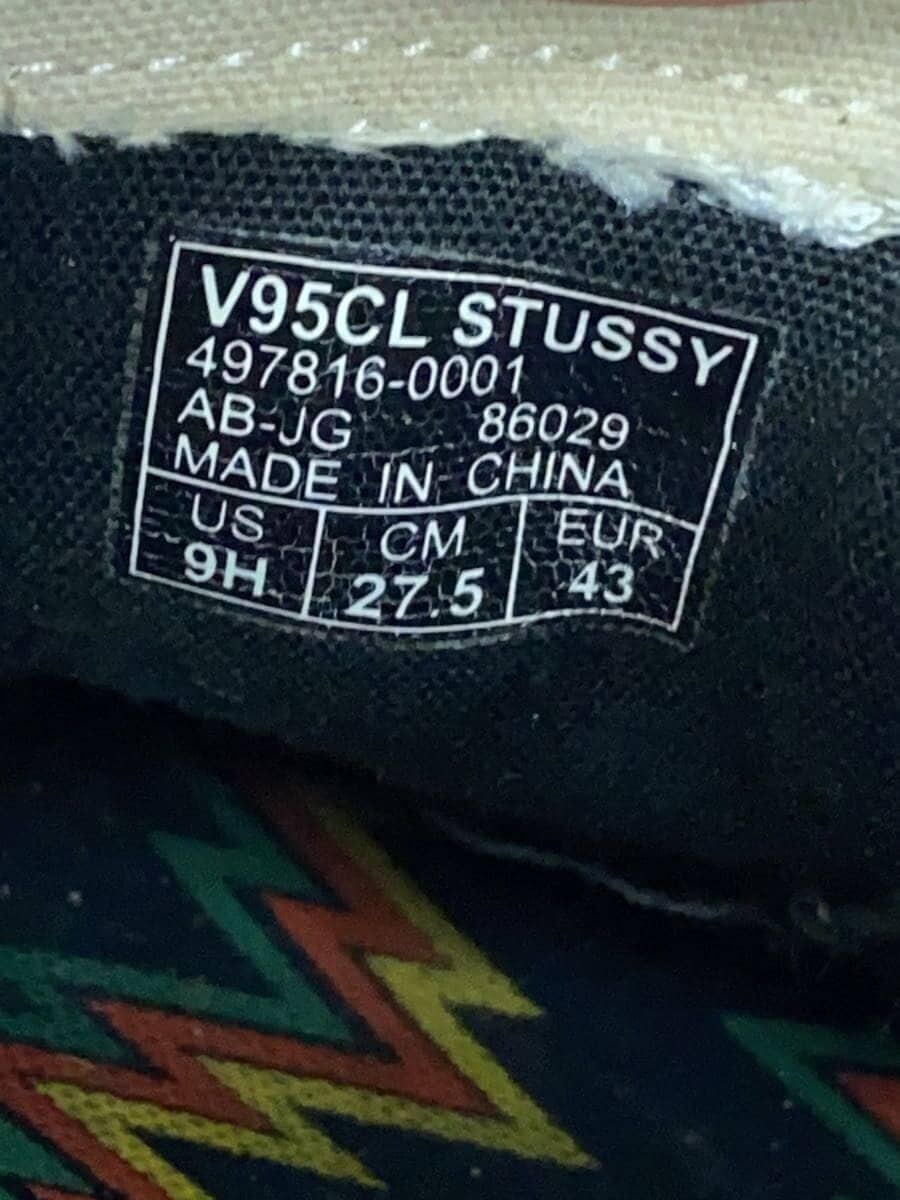 V95CL STUSSY
497816-0001
AB-JG 86029
MADE IN CHINA
US CM EUR
9H 27.5 43